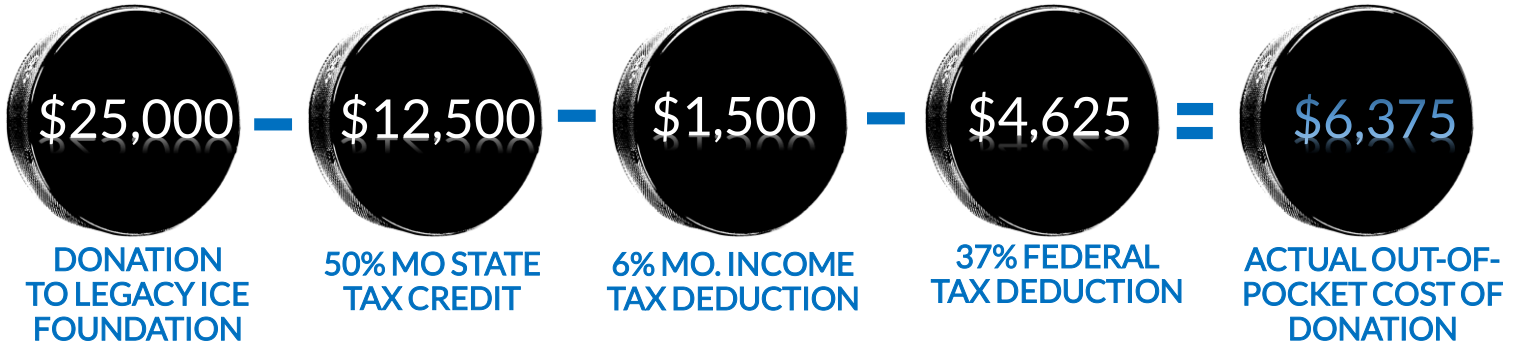 $25,000 - $12,500 - $1,500 - $4,625 = $6,375
DONATION
TO LEGACY ICE
FOUNDATION
50% MO STATE
TAX CREDIT
6% MO. INCOME
TAX DEDUCTION
37% FEDERAL
TAX DEDUCTION
ACTUAL OUT-OF-
POCKET COST OF
DONATION